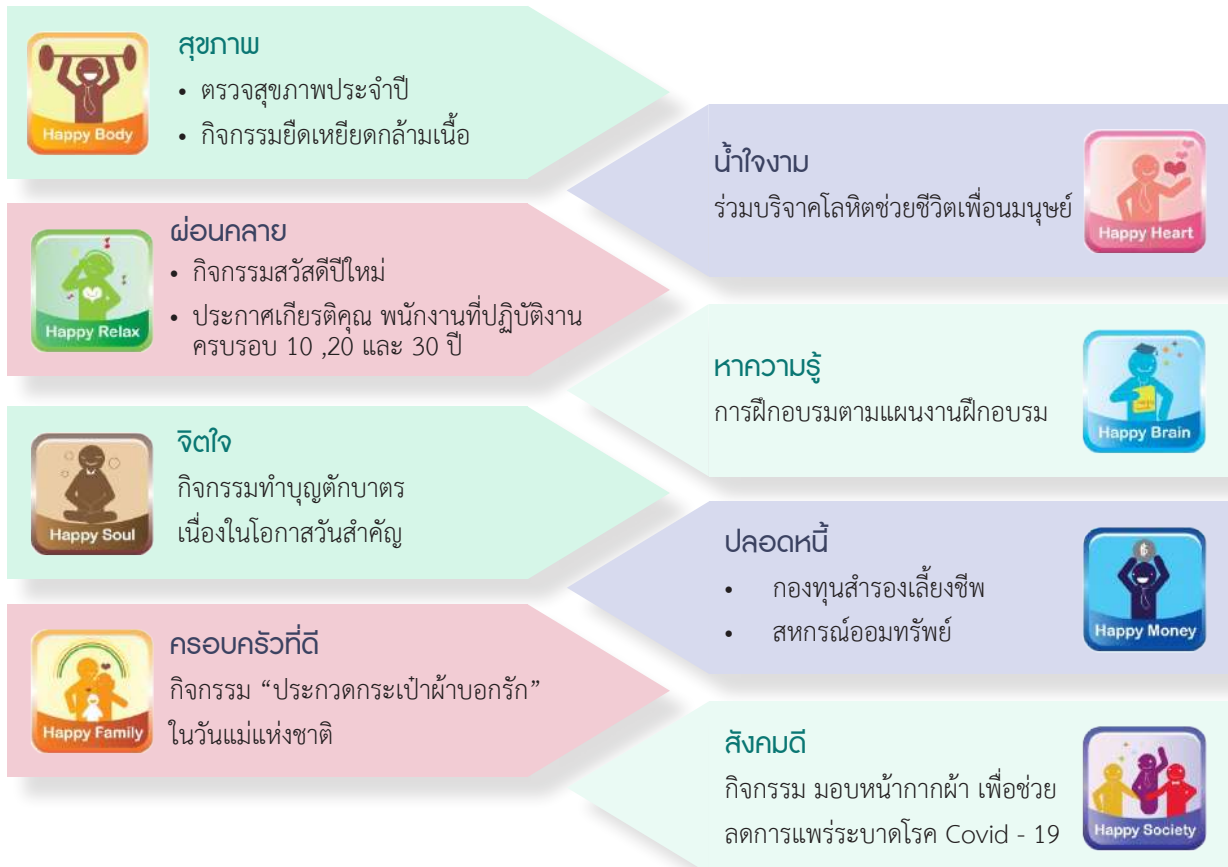 สุขภาพ
• ตรวจสุขภาพประจำปี
• กิจกรรมยืดเหยียดกล้ามเนื้อ
Happy Body
น้ำใจงาม
ร่วมบริจาคโลหิตช่วยชีวิตเพื่อนมนุษย์
Happy Heart
ผ่อนคลาย
• กิจกรรมสวัสดีปีใหม่
• ประกาศเกียรติคุณ พนักงานที่ปฏิบัติงาน
ครบรอบ 10 ,20 และ 30 ปี
Happy Relax
หาความรู้
การฝึกอบรมตามแผนงานฝึกอบรม
Happy Brain
จิตใจ
กิจกรรมทำบุญตักบาตร
เนื่องในโอกาสวันสำคัญ
Happy Soul
ปลอดหนี้
• กองทุนสำรองเลี้ยงชีพ
• สหกรณ์ออมทรัพย์
Happy Money
ครอบครัวที่ดี
กิจกรรม “ประกวดกระเป๋าผ้าบอกรัก”
ในวันแม่แห่งชาติ
Happy Family
สังคมดี
กิจกรรม มอบหน้ากากผ้า เพื่อช่วย
ลดการแพร่ระบาดโรค Covid - 19
Happy Society